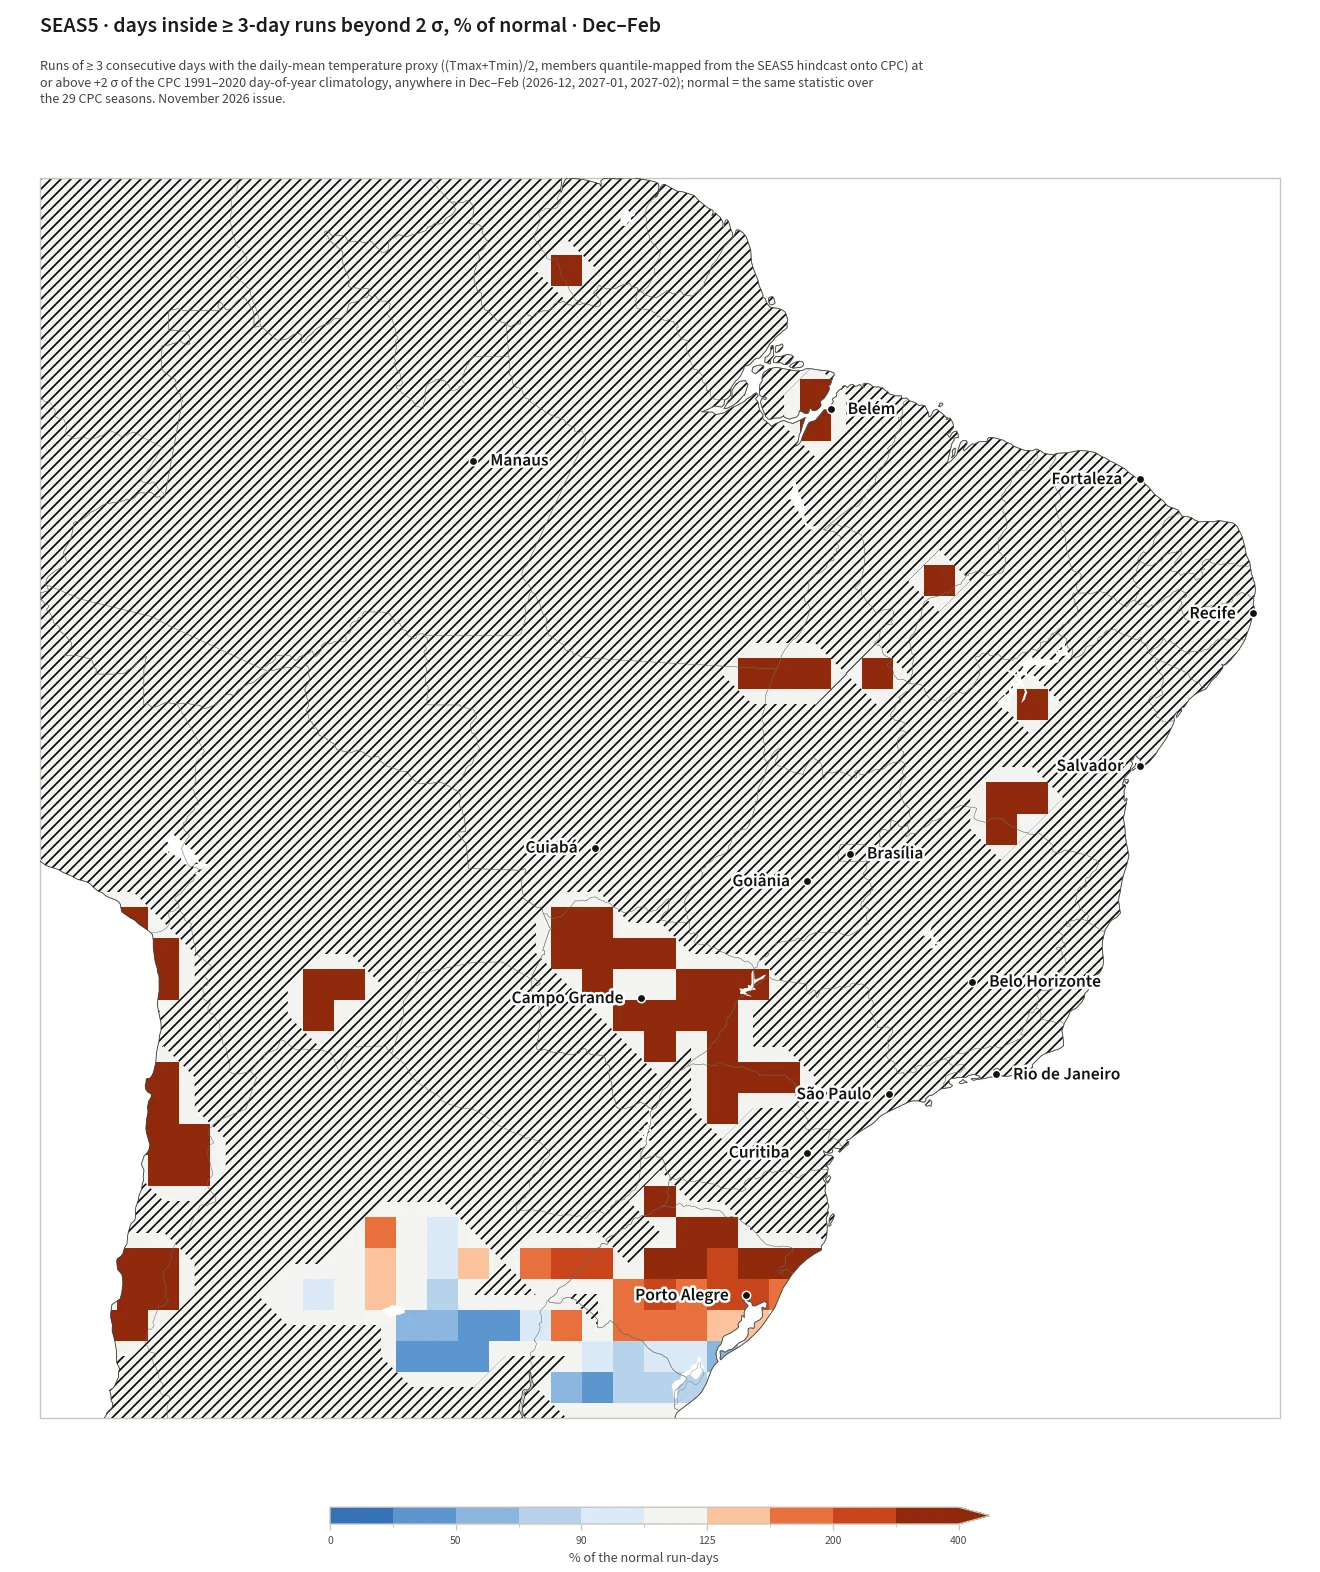 SEAS5 · days inside ≥ 3-day runs beyond 2 σ, % of normal · Dec–Feb
Runs of ≥ 3 consecutive days with the daily-mean temperature proxy ((Tmax+Tmin)/2, members quantile-mapped from the SEAS5 hindcast onto CPC) at
or above +2 σ of the CPC 1991–2020 day-of-year climatology, anywhere in Dec–Feb (2026-12, 2027-01, 2027-02); normal = the same statistic over
the 29 CPC seasons. November 2026 issue.
Belém
Manaus
Fortaleza
Recife
Salvador
Cuiabá
Brasília
Goiânia
Belo Horizonte
Campo Grande
Rio de Janeiro
São Paulo
Curitiba
Porto Alegre
0 50 90 125 200 400
% of the normal run-days